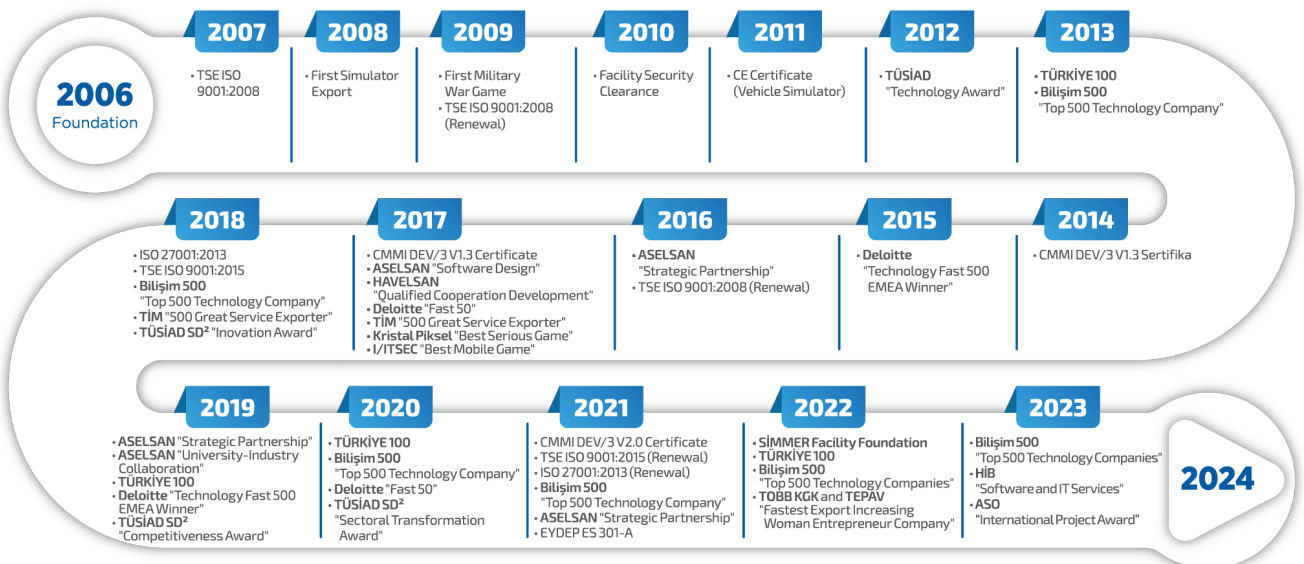 2006
Foundation
2007
• TSE ISO
9001:2008
2008
• First Simulator
Export
2009
• First Military
War Game
• TSE ISO 9001:2008
(Renewal)
2010
• Facility Security
Clearance
2011
• CE Certificate
(Vehicle Simulator)
2012
• TÜSİAD
"Technology Award"
2013
• TÜRKİYE 100
• Bilişim 500
"Top 500 Technology Company"
2014
• CMMI DEV/3 V1.3 Sertifika
2015
• Deloitte
"Technology Fast 500
EMEA Winner"
2016
• ASELSAN
"Strategic Partnership"
• TSE ISO 9001:2008 (Renewal)
2017
• CMMI DEV/3 V1.3 Certificate
• ASELSAN "Software Design"
• HAVELSAN
"Qualified Cooperation Development"
• Deloitte "Fast 50"
• TİM "500 Great Service Exporter"
• Kristal Piksel "Best Serious Game"
• I/ITSEC "Best Mobile Game"
2018
• ISO 27001:2013
• TSE ISO 9001:2015
• Bilişim 500
"Top 500 Technology Company"
• TİM "500 Great Service Exporter"
• TÜSİAD SD² "Inovation Award"
2019
• ASELSAN "Strategic Partnership"
• ASELSAN "University-Industry
Collaboration"
• TÜRKİYE 100
• Deloitte "Technology Fast 500
EMEA Winner"
• TÜSİAD SD²
"Competitiveness Award"
2020
• TÜRKİYE 100
• Bilişim 500
"Top 500 Technology Company"
• Deloitte "Fast 50"
• TÜSİAD SD²
"Sectoral Transformation
Award"
2021
• CMMI DEV/3 V2.0 Certificate
• TSE ISO 9001:2015 (Renewal)
• ISO 27001:2013 (Renewal)
• Bilişim 500
"Top 500 Technology Company"
• ASELSAN "Strategic Partnership"
• EYDEP ES 301-A
2022
• SİMMER Facility Foundation
• TÜRKİYE 100
• Bilişim 500
"Top 500 Technology Companies"
• TOBB KGK and TEPAV
"Fastest Export Increasing
Woman Entrepreneur Company"
2023
• Bilişim 500
"Top 500 Technology Companies"
• HİB
"Software and IT Services"
• ASO
"International Project Award"
2024